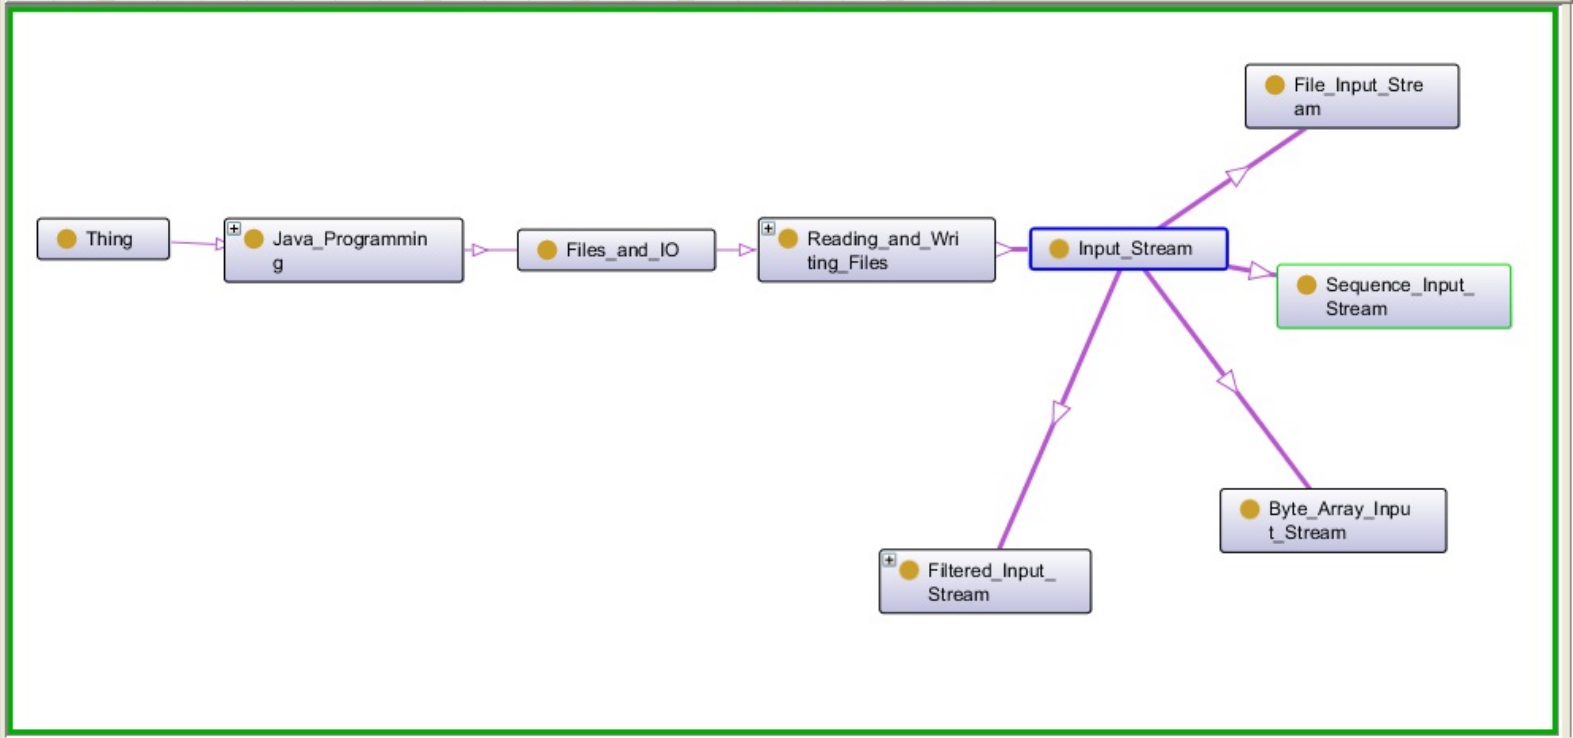 File_Input_Stre
am
Thing
Java_Programmin
g
Files_and_IO
Reading_and_Wri
ting_Files
Input_Stream
Sequence_Input_
Stream
Byte_Array_Inpu
t_Stream
Filtered_Input_
Stream